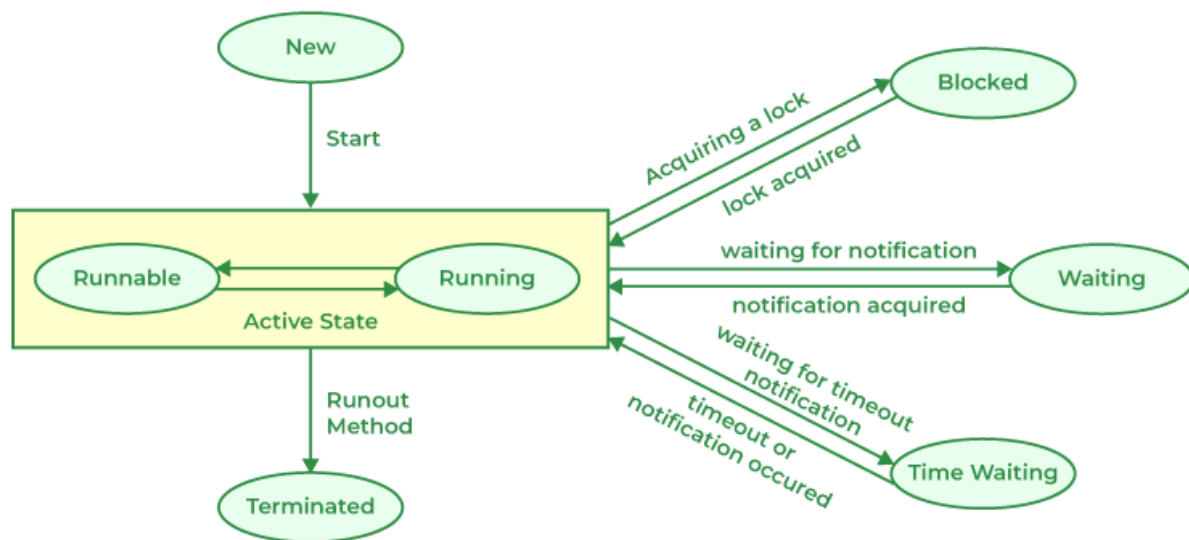 New
Blocked
Start
Acquiring a lock
lock acquired
Runnable
Running
Active State
waiting for notification
Waiting
notification acquired
waiting for timeout
notification
timeout or
notification occured
Time Waiting
Runout
Method
Terminated